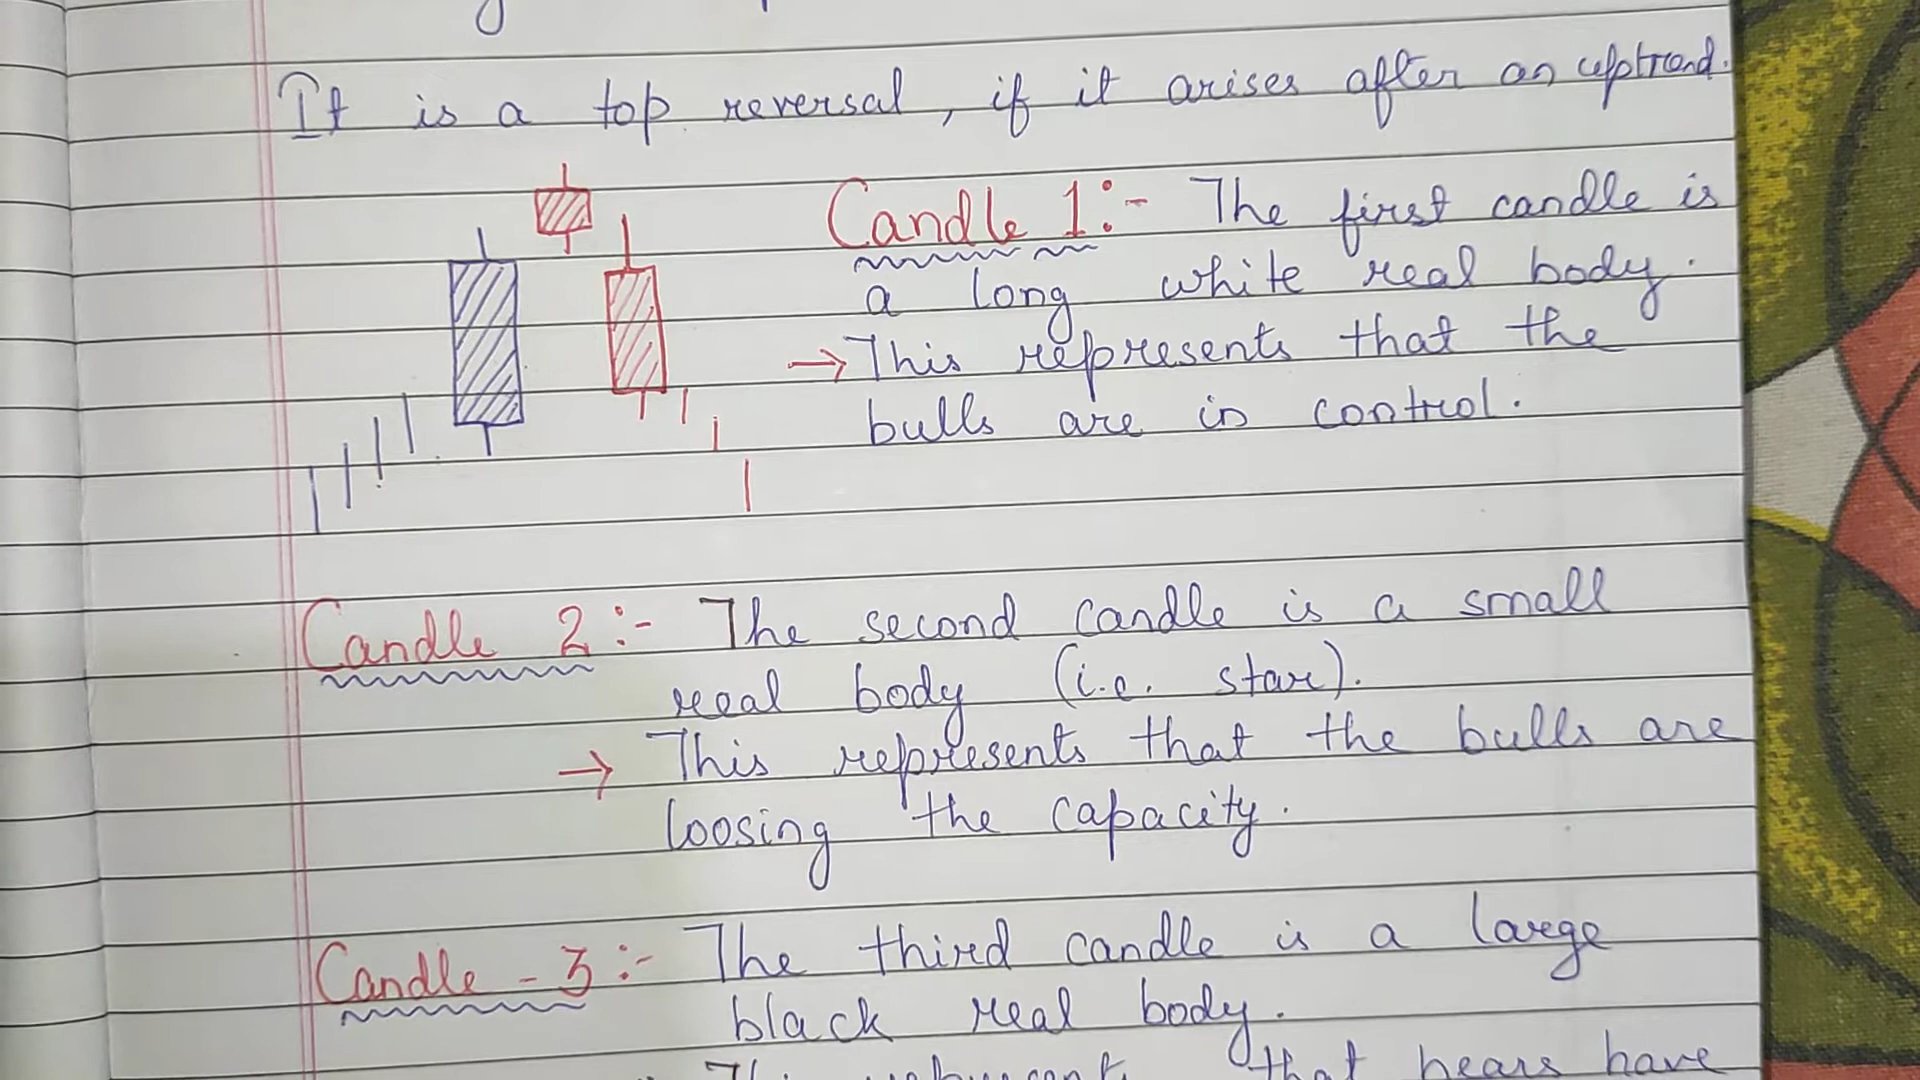 It is a top reversal, if it arises after an uptrend.
Candle 1:- The first candle is
a long white real body.
→ This represents that the
bulls are in control.
Candle 2:- The second candle is a small
real body (i.e. star).
→ This represents that the bulls are
loosing the capacity.
Candle - 3:- The third candle is a large
black real body.
that bears have